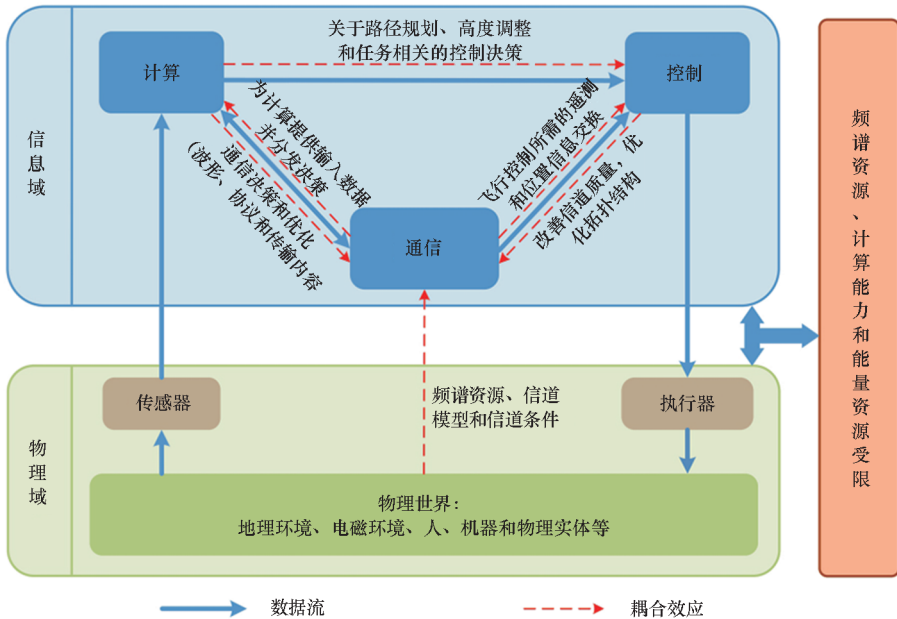 关于路径规划、高度调整
和任务相关的控制决策
计算
控制
为计算提供输入数据
并分发决策
通信决策和优化
(波形、协议和传输内容
飞行控制所需的遥测
和位置信息交换
改善信道质量，优
化拓扑结构
通信
信息域
频谱资源、计算能力和能量资源受限
传感器
频谱资源、信道
模型和信道条件
执行器
物理域
物理世界：
地理环境、电磁环境、人、机器和物理实体等
数据流
耦合效应